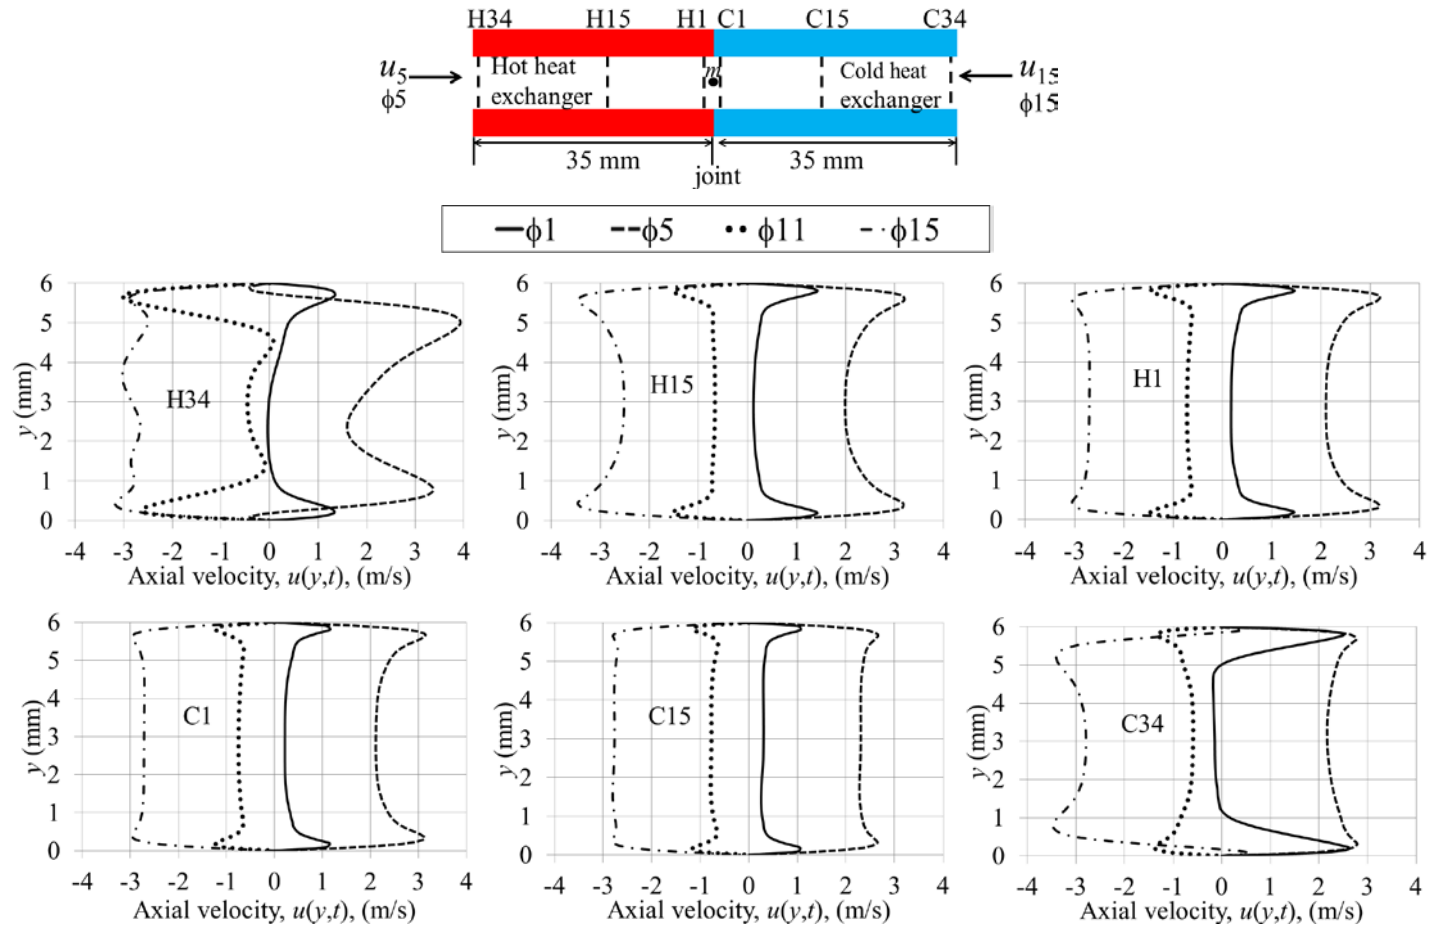 H34 H15 H1 C1 C15 C34
u5 Hot heat exchanger m Cold heat exchanger u15
ϕ5 ϕ15
35 mm 35 mm
joint
ϕ1 ϕ5 ϕ11 ϕ15
6 6 6
5 5 5
4 4 4
H34 H15 H1
3 3 3
2 2 2
1 1 1
0 0 0
y (mm) y (mm) y (mm)
-4 -3 -2 -1 0 1 2 3 4 -4 -3 -2 -1 0 1 2 3 4 -4 -3 -2 -1 0 1 2 3 4
Axial velocity, u(y,t), (m/s) Axial velocity, u(y,t), (m/s) Axial velocity, u(y,t), (m/s)
6 6 6
5 5 5
4 4 4
C1 C15 C34
3 3 3
2 2 2
1 1 1
0 0 0
y (mm) y (mm) y (mm)
-4 -3 -2 -1 0 1 2 3 4 -4 -3 -2 -1 0 1 2 3 4 -4 -3 -2 -1 0 1 2 3 4
Axial velocity, u(y,t), (m/s) Axial velocity, u(y,t), (m/s) Axial velocity, u(y,t), (m/s)